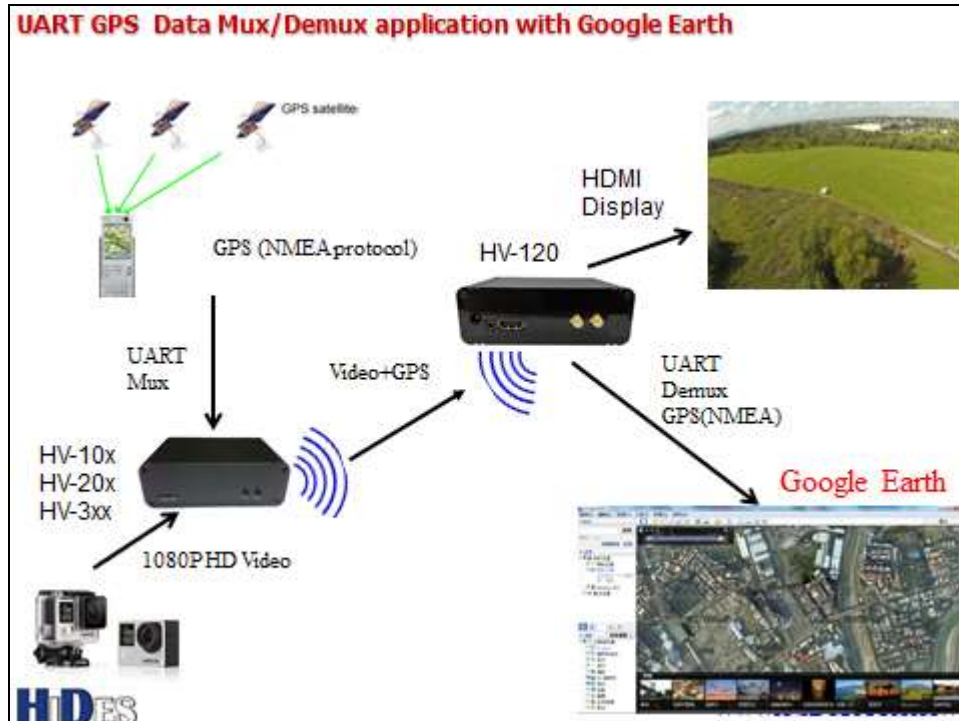 UART GPS Data Mux/Demux application with Google Earth
GPS satellite
HDMI
Display
GPS (NMEA protocol)
HV-120
UART
Mux
Video+GPS
UART
Demux
GPS(NMEA)
HV-10x
HV-20x
HV-3xx
Google Earth
1080P HD Video
HIDES